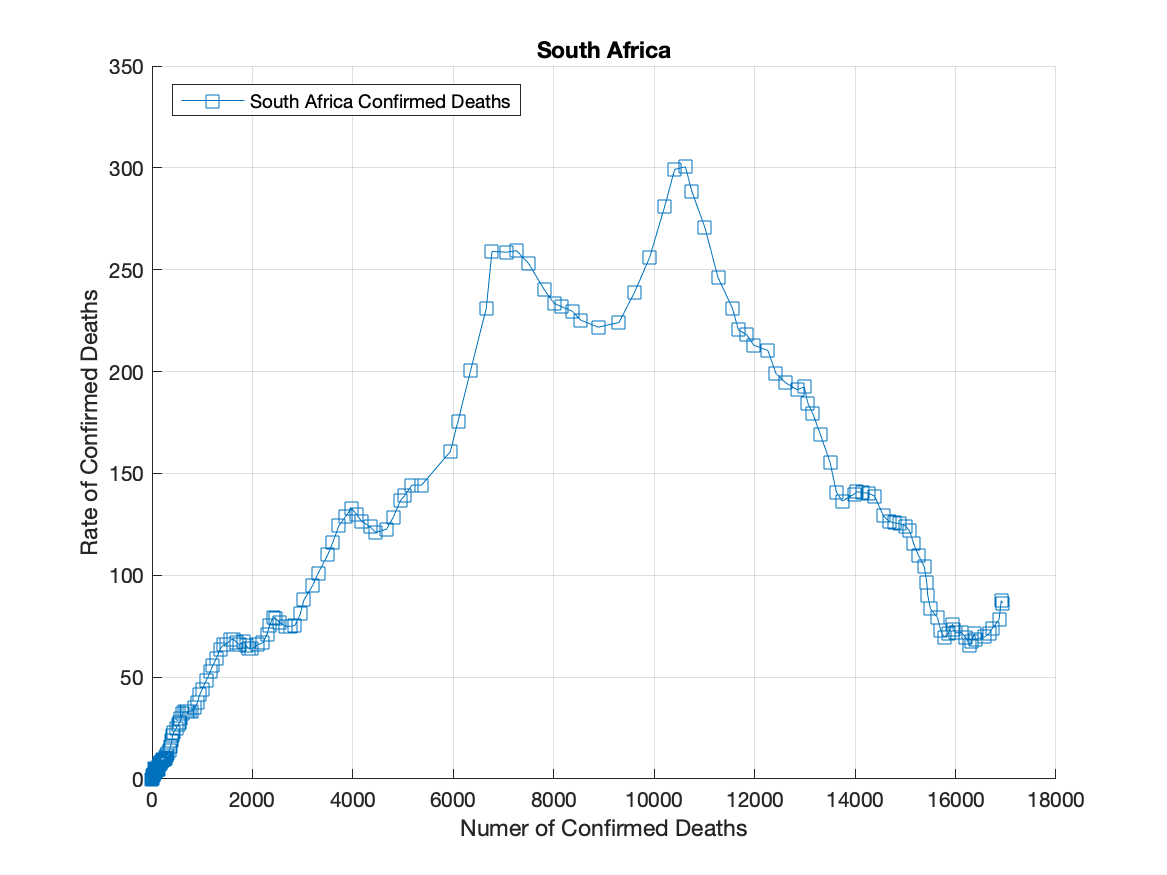 South Africa
South Africa Confirmed Deaths
350
300
250
200
150
100
50
0
Rate of Confirmed Deaths
0 2000 4000 6000 8000 10000 12000 14000 16000 18000
Numer of Confirmed Deaths